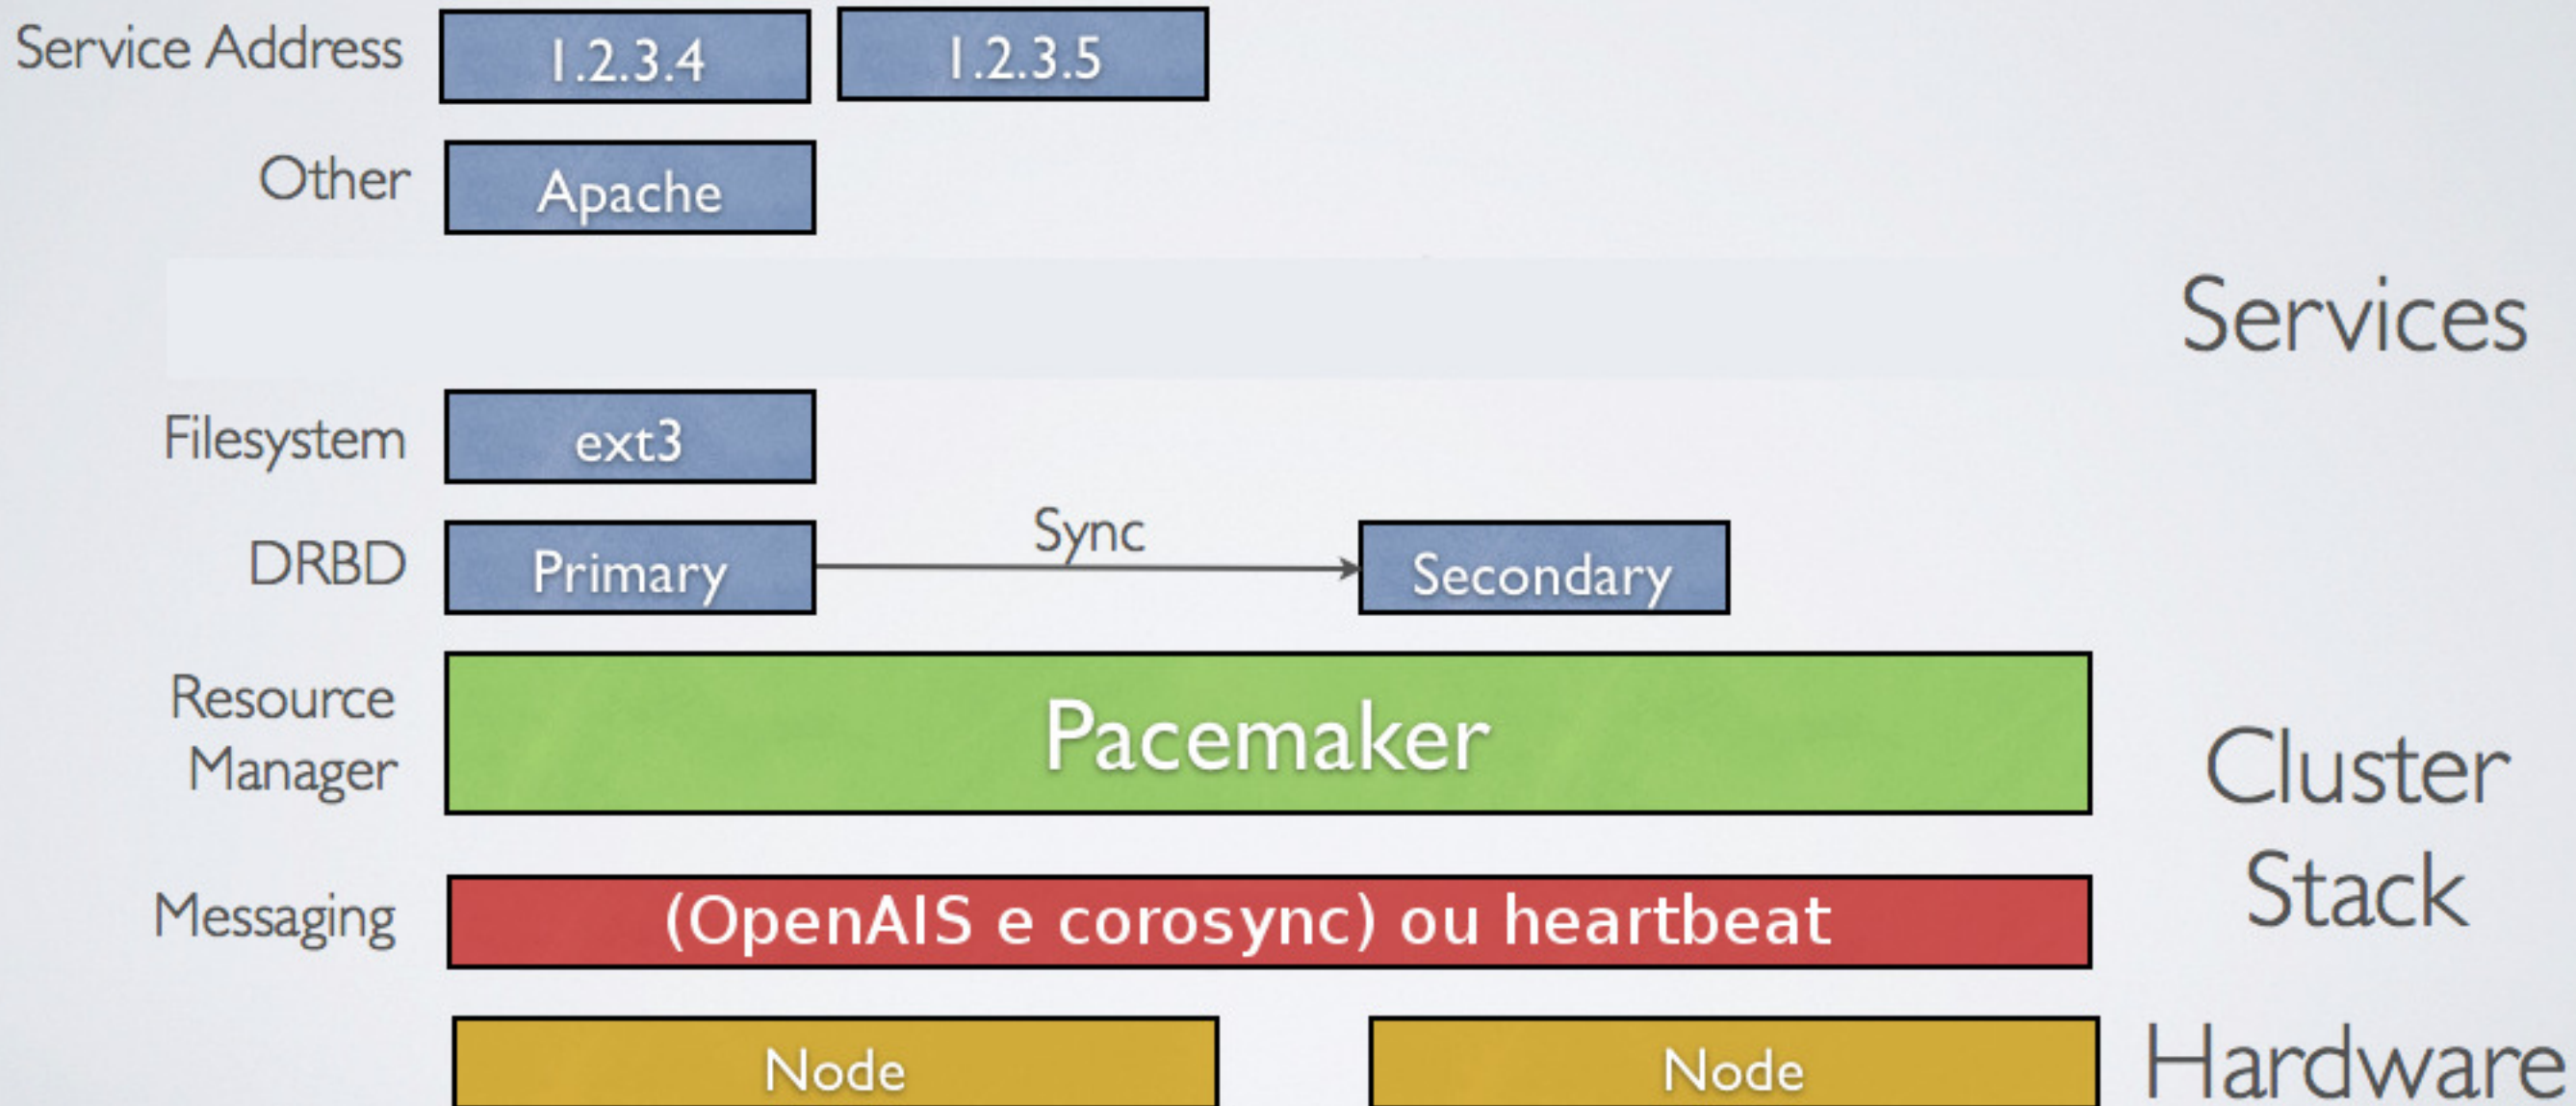 Service Address 1.2.3.4 1.2.3.5
Other Apache
Services
Filesystem ext3
Sync
DRBD Primary Secondary
Resource
Manager
Pacemaker
Cluster
Stack
Messaging (OpenAIS e corosync) ou heartbeat
Node Node Hardware